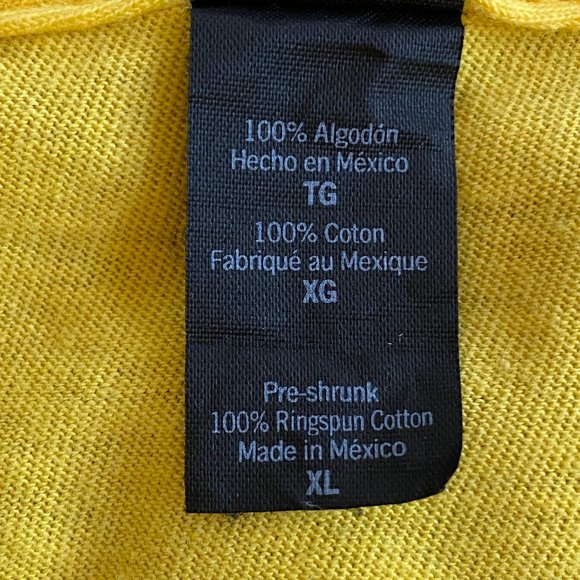 100% Algodón
Hecho en México
TG
100% Coton
Fabriqué au Mexique
XG
Pre-shrunk
100% Ringspun Cotton
Made in México
XL